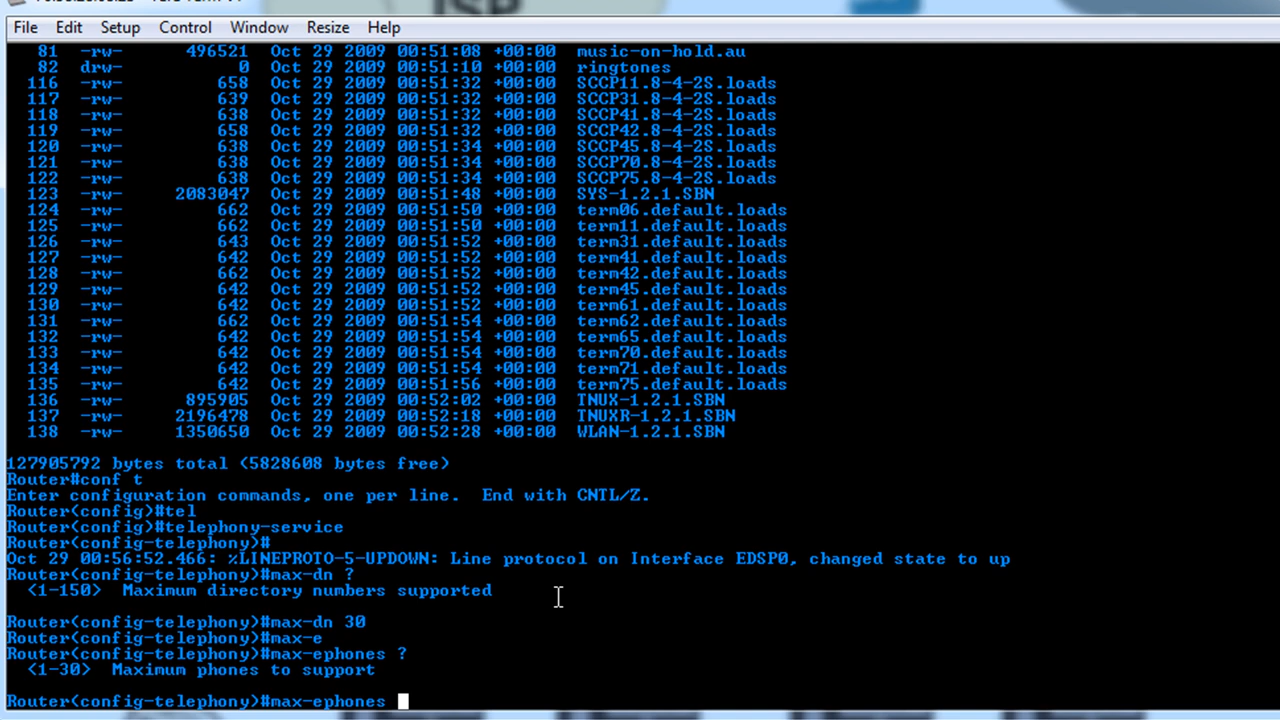 File Edit Setup Control Window Resize Help
81 -rw- 496521 Oct 29 2009 00:51:08 +00:00 music-on-hold.au
82 drw- 0 Oct 29 2009 00:51:10 +00:00 ringtones
116 -rw- 658 Oct 29 2009 00:51:32 +00:00 SCCP11.8-4-2S.loads
117 -rw- 639 Oct 29 2009 00:51:32 +00:00 SCCP31.8-4-2S.loads
118 -rw- 638 Oct 29 2009 00:51:32 +00:00 SCCP41.8-4-2S.loads
119 -rw- 658 Oct 29 2009 00:51:32 +00:00 SCCP42.8-4-2S.loads
120 -rw- 638 Oct 29 2009 00:51:34 +00:00 SCCP45.8-4-2S.loads
121 -rw- 638 Oct 29 2009 00:51:34 +00:00 SCCP70.8-4-2S.loads
122 -rw- 638 Oct 29 2009 00:51:34 +00:00 SCCP75.8-4-2S.loads
123 -rw- 2083047 Oct 29 2009 00:51:48 +00:00 SYS-1.2.1.SBN
124 -rw- 662 Oct 29 2009 00:51:50 +00:00 term06.default.loads
125 -rw- 662 Oct 29 2009 00:51:50 +00:00 term11.default.loads
126 -rw- 643 Oct 29 2009 00:51:52 +00:00 term31.default.loads
127 -rw- 642 Oct 29 2009 00:51:52 +00:00 term41.default.loads
128 -rw- 662 Oct 29 2009 00:51:52 +00:00 term42.default.loads
129 -rw- 642 Oct 29 2009 00:51:52 +00:00 term45.default.loads
130 -rw- 642 Oct 29 2009 00:51:52 +00:00 term61.default.loads
131 -rw- 662 Oct 29 2009 00:51:54 +00:00 term62.default.loads
132 -rw- 642 Oct 29 2009 00:51:54 +00:00 term65.default.loads
133 -rw- 642 Oct 29 2009 00:51:54 +00:00 term70.default.loads
134 -rw- 642 Oct 29 2009 00:51:54 +00:00 term71.default.loads
135 -rw- 642 Oct 29 2009 00:51:56 +00:00 term75.default.loads
136 -rw- 895905 Oct 29 2009 00:52:02 +00:00 TNUX-1.2.1.SBN
137 -rw- 2196478 Oct 29 2009 00:52:18 +00:00 TNUXR-1.2.1.SBN
138 -rw- 1350650 Oct 29 2009 00:52:28 +00:00 WLAN-1.2.1.SBN
127905792 bytes total (5828608 bytes free)
Router#conf t
Enter configuration commands, one per line. End with CNTL/Z.
Router(config)#tel
Router(config)#telephony-service
Router(config-telephony)#
Oct 29 00:56:52.466: %LINEPROTO-5-UPDOWN: Line protocol on Interface EDSP0, changed state to up
Router(config-telephony)#max-dn ?
<1-150> Maximum directory numbers supported
Router(config-telephony)#max-dn 30
Router(config-telephony)#max-e
Router(config-telephony)#max-ephones ?
<1-30> Maximum phones to support
Router(config-telephony)#max-ephones